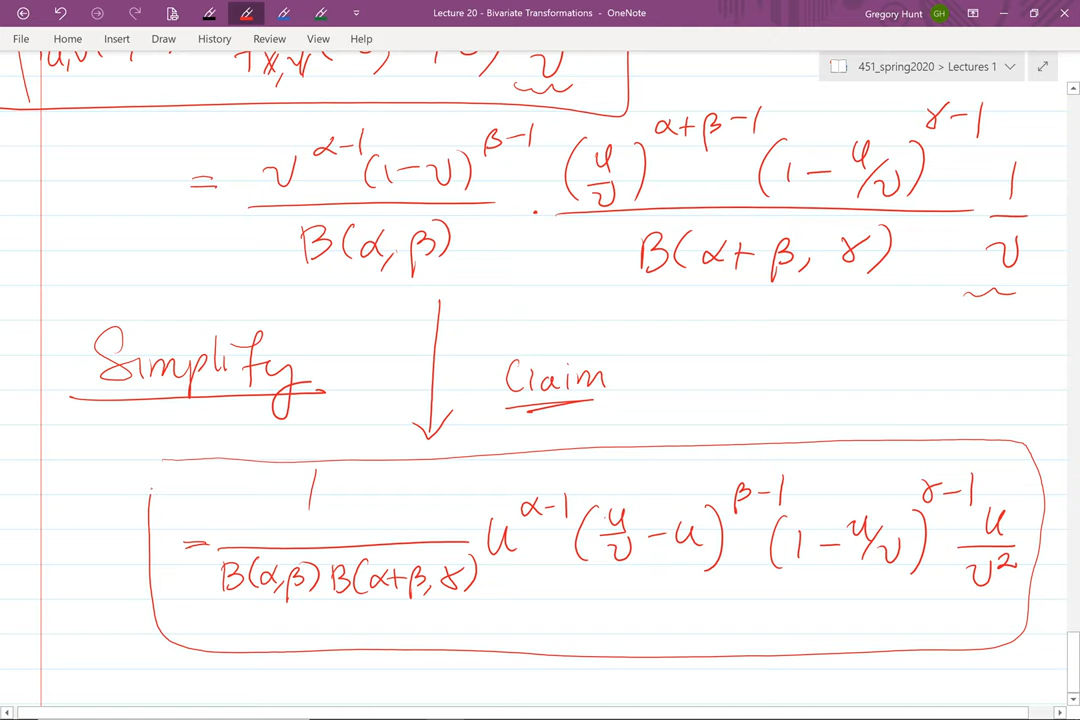 Lecture 20 - Bivariate Transformations - OneNote
Gregory Hunt GH
File Home Insert Draw History Review View Help
451_spring2020 > Lectures 1
= v^{α-1} (1-v)^{β-1} / B(α,β) · (u/v)^{α+β-1} (1 - u/v)^{γ-1} / B(α+β, γ) 1/v
Simplify
Claim
= 1 / B(α,β) B(α+β,γ) u^{α-1} (u/v - u)^{β-1} (1 - u/v)^{γ-1} u/v²